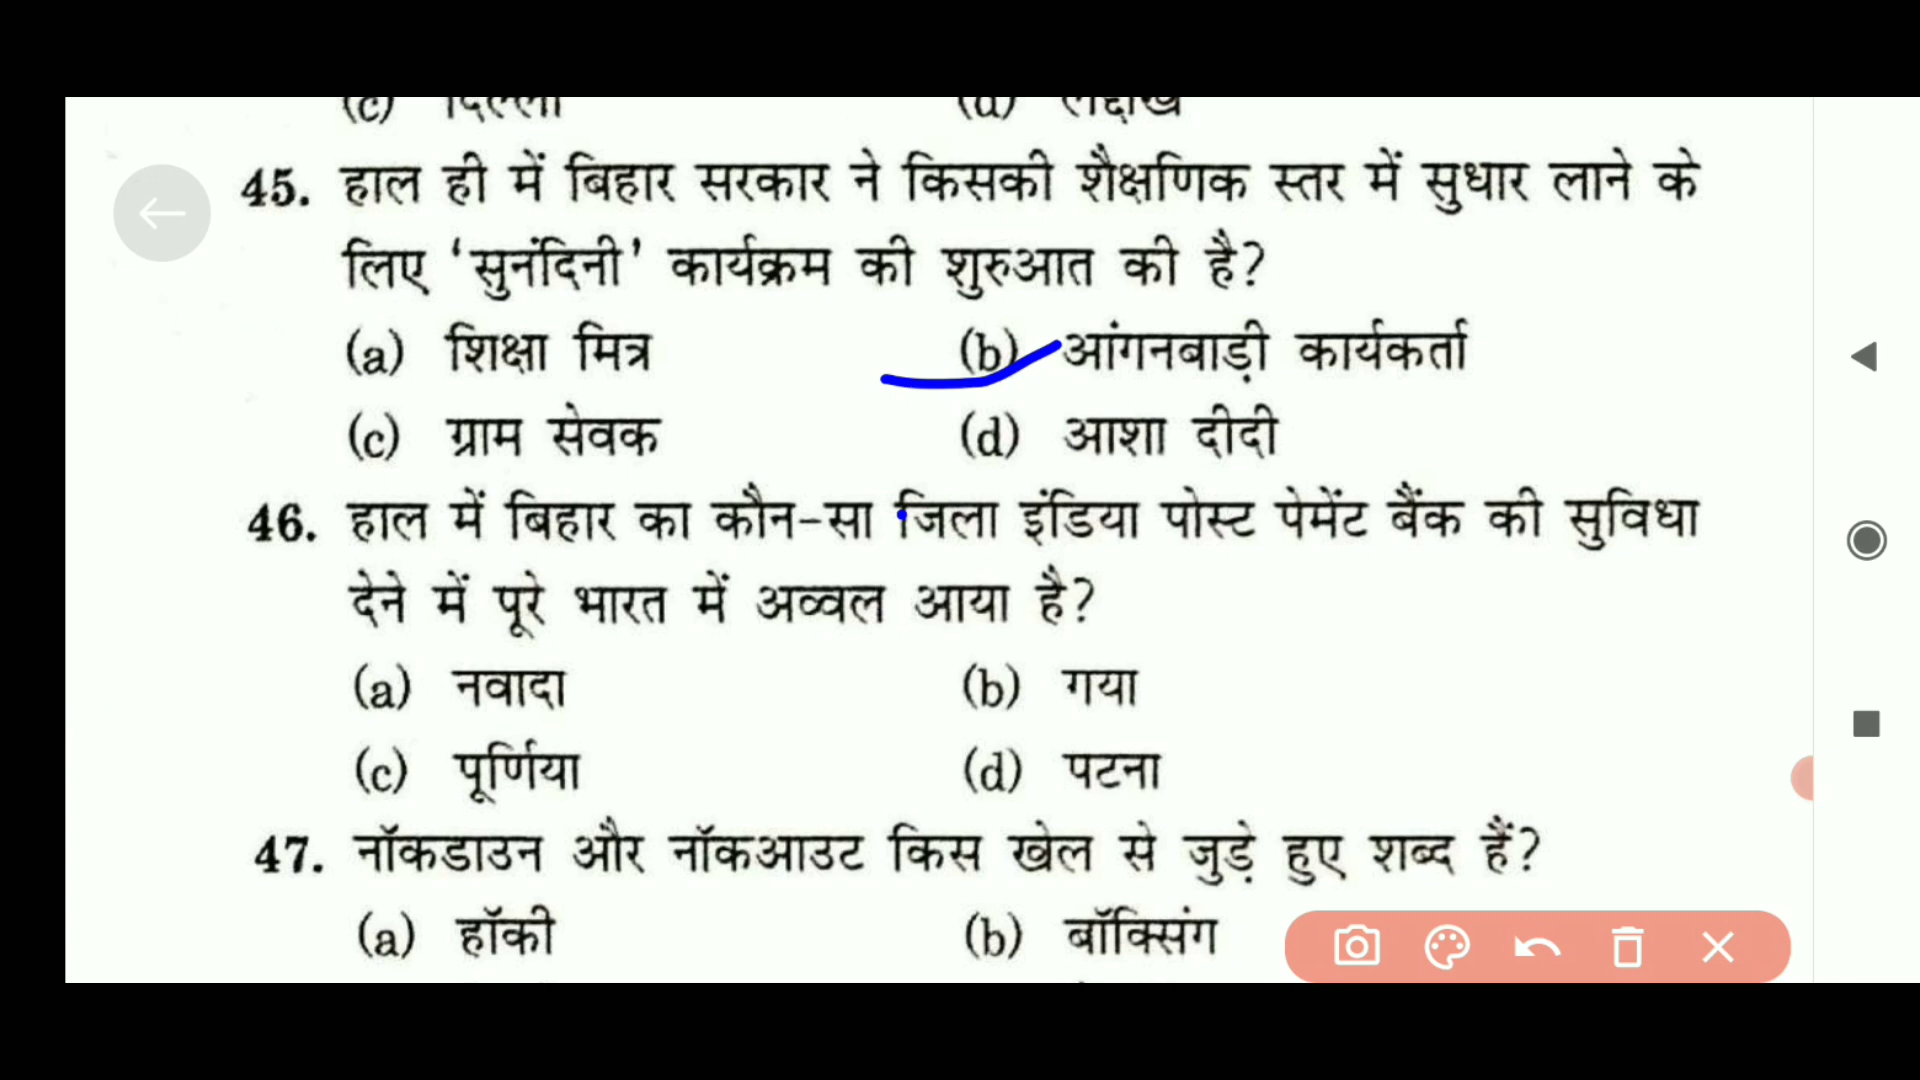 (c) दिल्ली (d) लद्दाख
45. हाल ही में बिहार सरकार ने किसकी शैक्षणिक स्तर में सुधार लाने के
लिए ‘सुनंदिनी’ कार्यक्रम की शुरुआत की है?
(a) शिक्षा मित्र (b) आंगनबाड़ी कार्यकर्ता
(c) ग्राम सेवक (d) आशा दीदी
46. हाल में बिहार का कौन-सा जिला इंडिया पोस्ट पेमेंट बैंक की सुविधा
देने में पूरे भारत में अव्वल आया है?
(a) नवादा (b) गया
(c) पूर्णिया (d) पटना
47. नॉकडाउन और नॉकआउट किस खेल से जुड़े हुए शब्द हैं?
(a) हॉकी (b) बॉक्सिंग